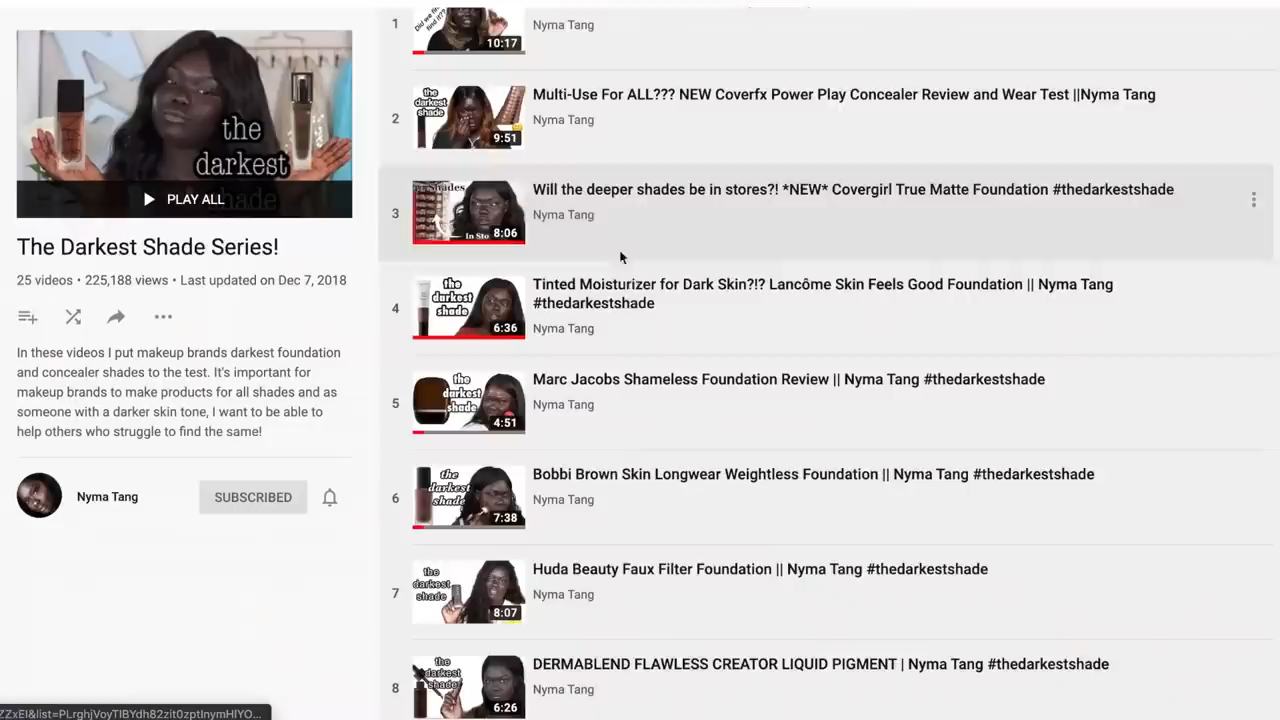 the
darkest
shade
PLAY ALL
The Darkest Shade Series!
25 videos • 225,188 views • Last updated on Dec 7, 2018
In these videos I put makeup brands darkest foundation
and concealer shades to the test. It's important for
makeup brands to make products for all shades and as
someone with a darker skin tone, I want to be able to
help others who struggle to find the same!
Nyma Tang
SUBSCRIBED
1
Did we fin
find it??
10:17
Nyma Tang
2
the
darkest
shade
9:51
Multi-Use For ALL??? NEW Coverfx Power Play Concealer Review and Wear Test ||Nyma Tang
Nyma Tang
3
Shades
In Sto
8:06
Will the deeper shades be in stores?! *NEW* Covergirl True Matte Foundation #thedarkestshade
Nyma Tang
4
the
darkest
shade
6:36
Tinted Moisturizer for Dark Skin?!? Lancôme Skin Feels Good Foundation || Nyma Tang
#thedarkestshade
Nyma Tang
5
the
darkest
shade
4:51
Marc Jacobs Shameless Foundation Review || Nyma Tang #thedarkestshade
Nyma Tang
6
the
darkest
shade
7:38
Bobbi Brown Skin Longwear Weightless Foundation || Nyma Tang #thedarkestshade
Nyma Tang
7
the
darkest
shade
8:07
Huda Beauty Faux Filter Foundation || Nyma Tang #thedarkestshade
Nyma Tang
8
the
darkest
shade
6:26
DERMABLEND FLAWLESS CREATOR LIQUID PIGMENT | Nyma Tang #thedarkestshade
Nyma Tang